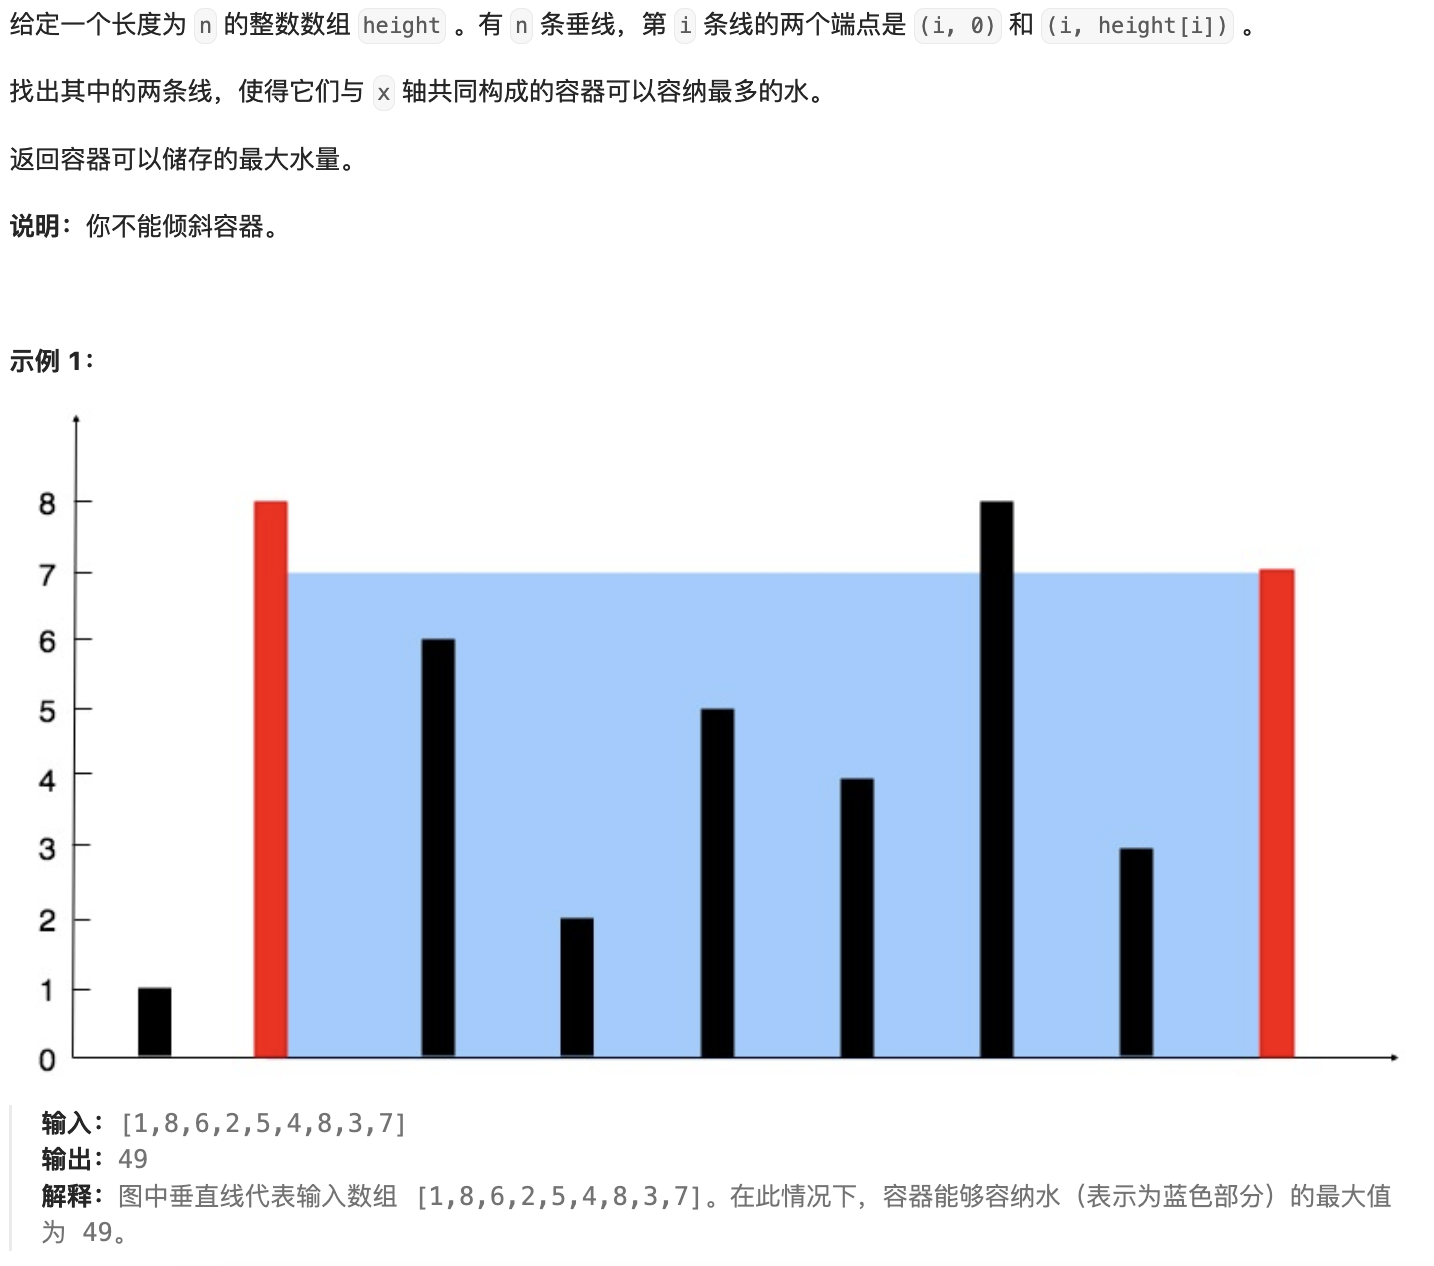 给定一个长度为 n 的整数数组 height 。有 n 条垂线，第 i 条线的两个端点是 (i, 0) 和 (i, height[i]) 。
找出其中的两条线，使得它们与 x 轴共同构成的容器可以容纳最多的水。
返回容器可以储存的最大水量。
说明：你不能倾斜容器。
示例 1：
8
7
6
5
4
3
2
1
0
输入：[1,8,6,2,5,4,8,3,7]
输出：49
解释：图中垂直线代表输入数组 [1,8,6,2,5,4,8,3,7]。在此情况下，容器能够容纳水（表示为蓝色部分）的最大值
为 49。